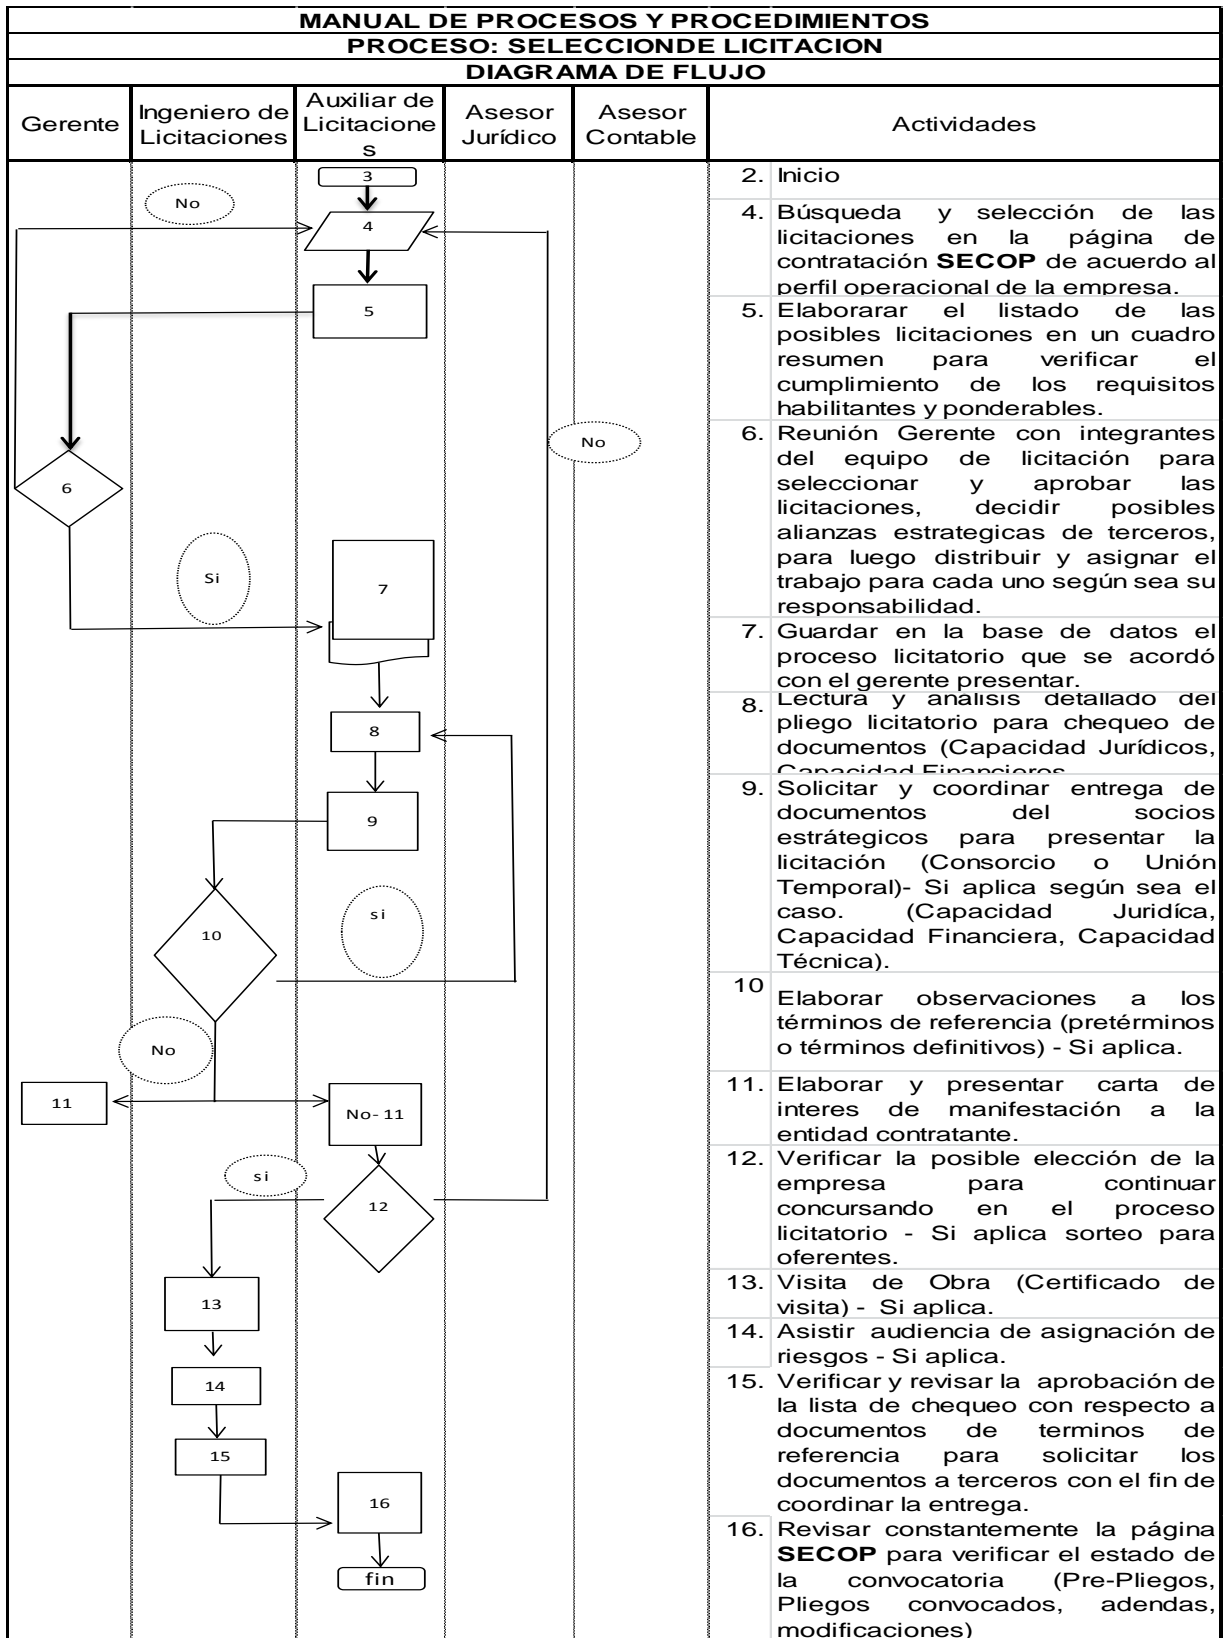 MANUAL DE PROCESOS Y PROCEDIMIENTOS
PROCESO: SELECCIONDE LICITACION
DIAGRAMA DE FLUJO
Gerente
Ingeniero de
Licitaciones
Auxiliar de
Licitacione
s
Asesor
Jurídico
Asesor
Contable
Actividades
3
No
4
5
No
6
Si
7
8
9
si
10
No
11
No- 11
si
12
13
14
15
16
fin
2. Inicio
4. Búsqueda y selección de las
licitaciones en la página de
contratación SECOP de acuerdo al
perfil operacional de la empresa.
5. Elaborarar el listado de las
posibles licitaciones en un cuadro
resumen para verificar el
cumplimiento de los requisitos
habilitantes y ponderables.
6. Reunión Gerente con integrantes
del equipo de licitación para
seleccionar y aprobar las
licitaciones, decidir posibles
alianzas estrategicas de terceros,
para luego distribuir y asignar el
trabajo para cada uno según sea su
responsabilidad.
7. Guardar en la base de datos el
proceso licitatorio que se acordó
con el gerente presentar.
8. Lectura y análisis detallado del
pliego licitatorio para chequeo de
documentos (Capacidad Jurídicos,
Capacidad Financieros
9. Solicitar y coordinar entrega de
documentos del socios
estrátegicos para presentar la
licitación (Consorcio o Unión
Temporal)- Si aplica según sea el
caso. (Capacidad Juridíca,
Capacidad Financiera, Capacidad
Técnica).
10
Elaborar observaciones a los
términos de referencia (pretérminos
o términos definitivos) - Si aplica.
11. Elaborar y presentar carta de
interes de manifestación a la
entidad contratante.
12. Verificar la posible elección de la
empresa para continuar
concursando en el proceso
licitatorio - Si aplica sorteo para
oferentes.
13. Visita de Obra (Certificado de
visita) - Si aplica.
14. Asistir audiencia de asignación de
riesgos - Si aplica.
15. Verificar y revisar la aprobación de
la lista de chequeo con respecto a
documentos de terminos de
referencia para solicitar los
documentos a terceros con el fin de
coordinar la entrega.
16. Revisar constantemente la página
SECOP para verificar el estado de
la convocatoria (Pre-Pliegos,
Pliegos convocados, adendas,
modificaciones)